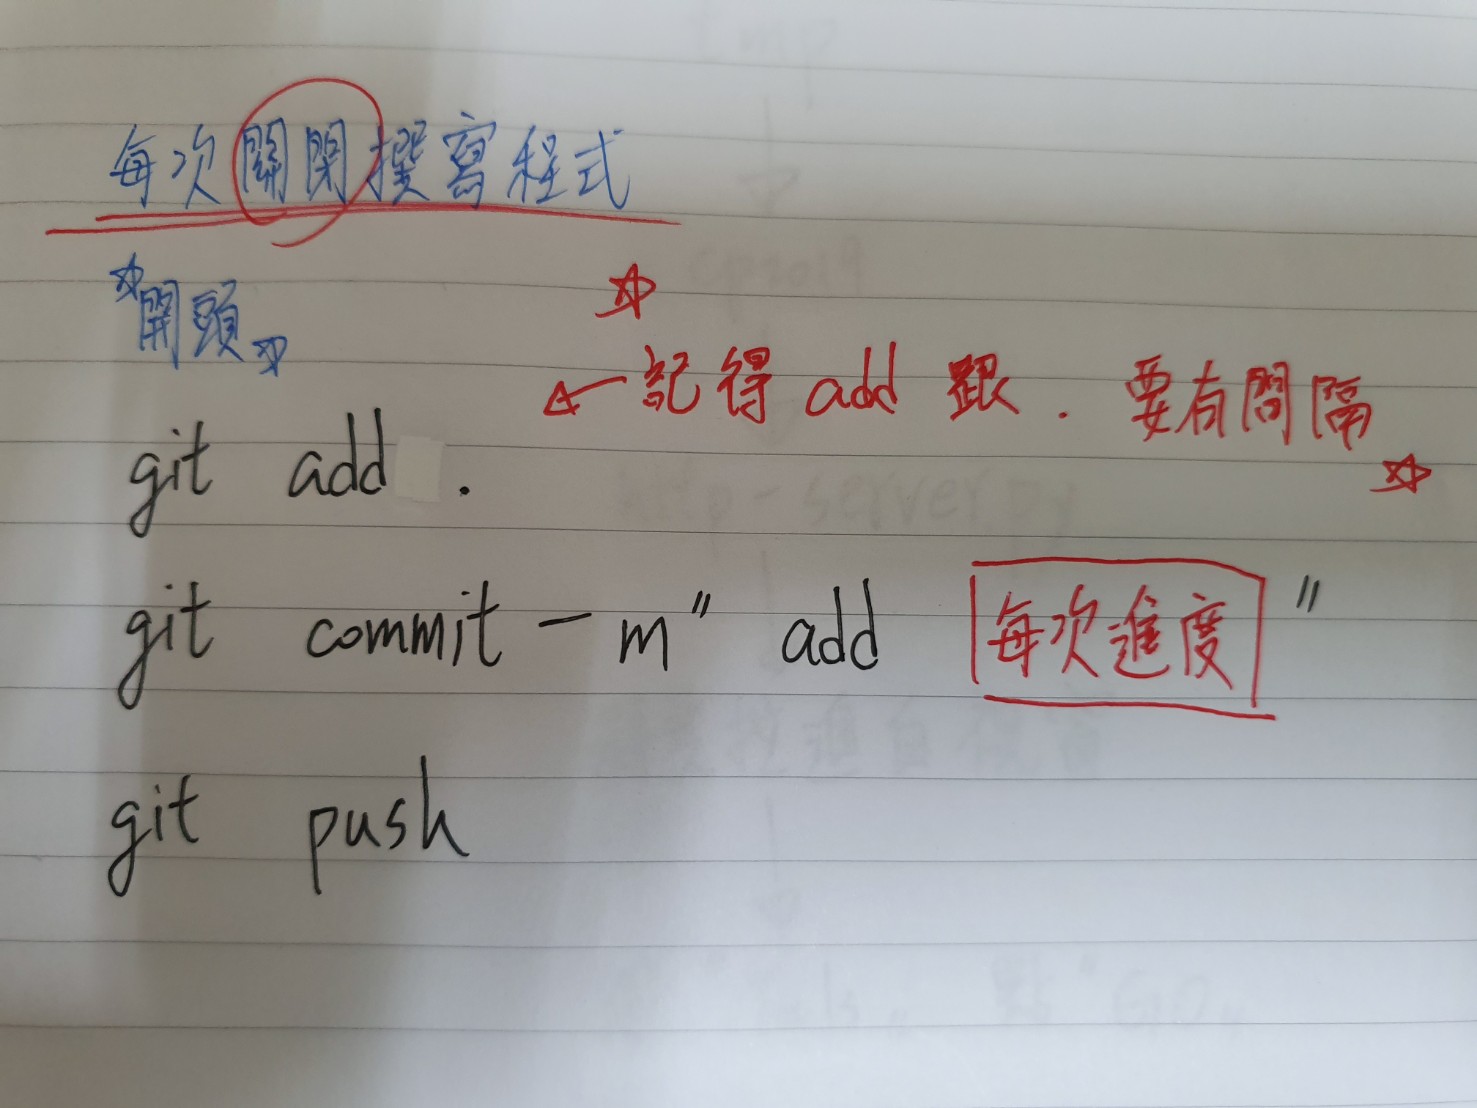 每次關閉撰寫程式
開頭
←記得 add 跟 . 要有間隔
git add .
git commit - m " add 每次進度 "
git push